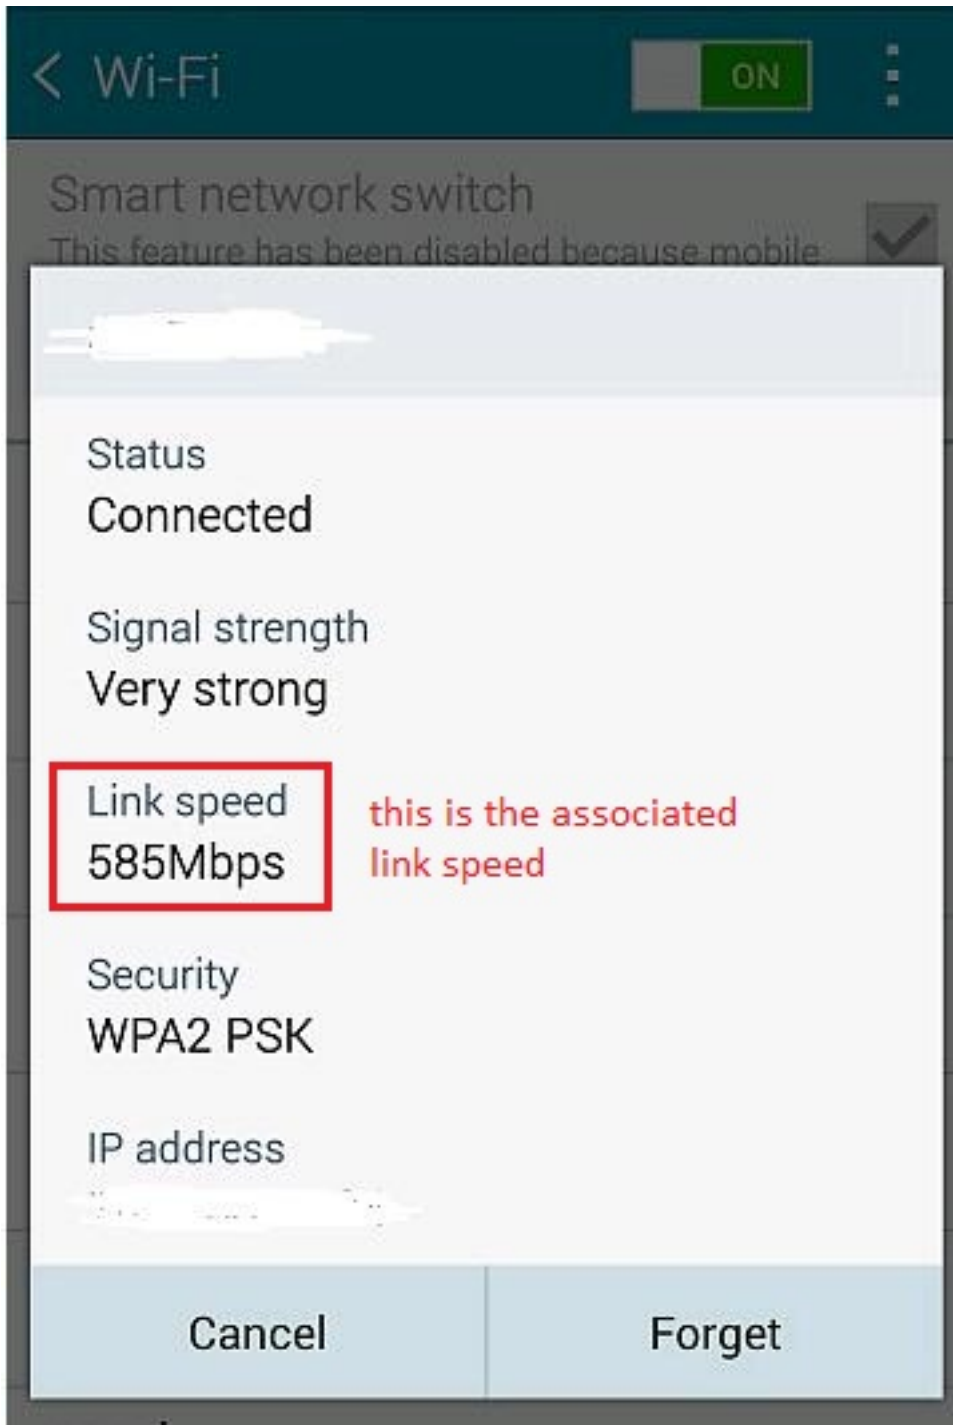 Wi-Fi
ON
Smart network switch
This feature has been disabled because mobile
Status
Connected
Signal strength
Very strong
Link speed
585Mbps
this is the associated
link speed
Security
WPA2 PSK
IP address
Cancel
Forget